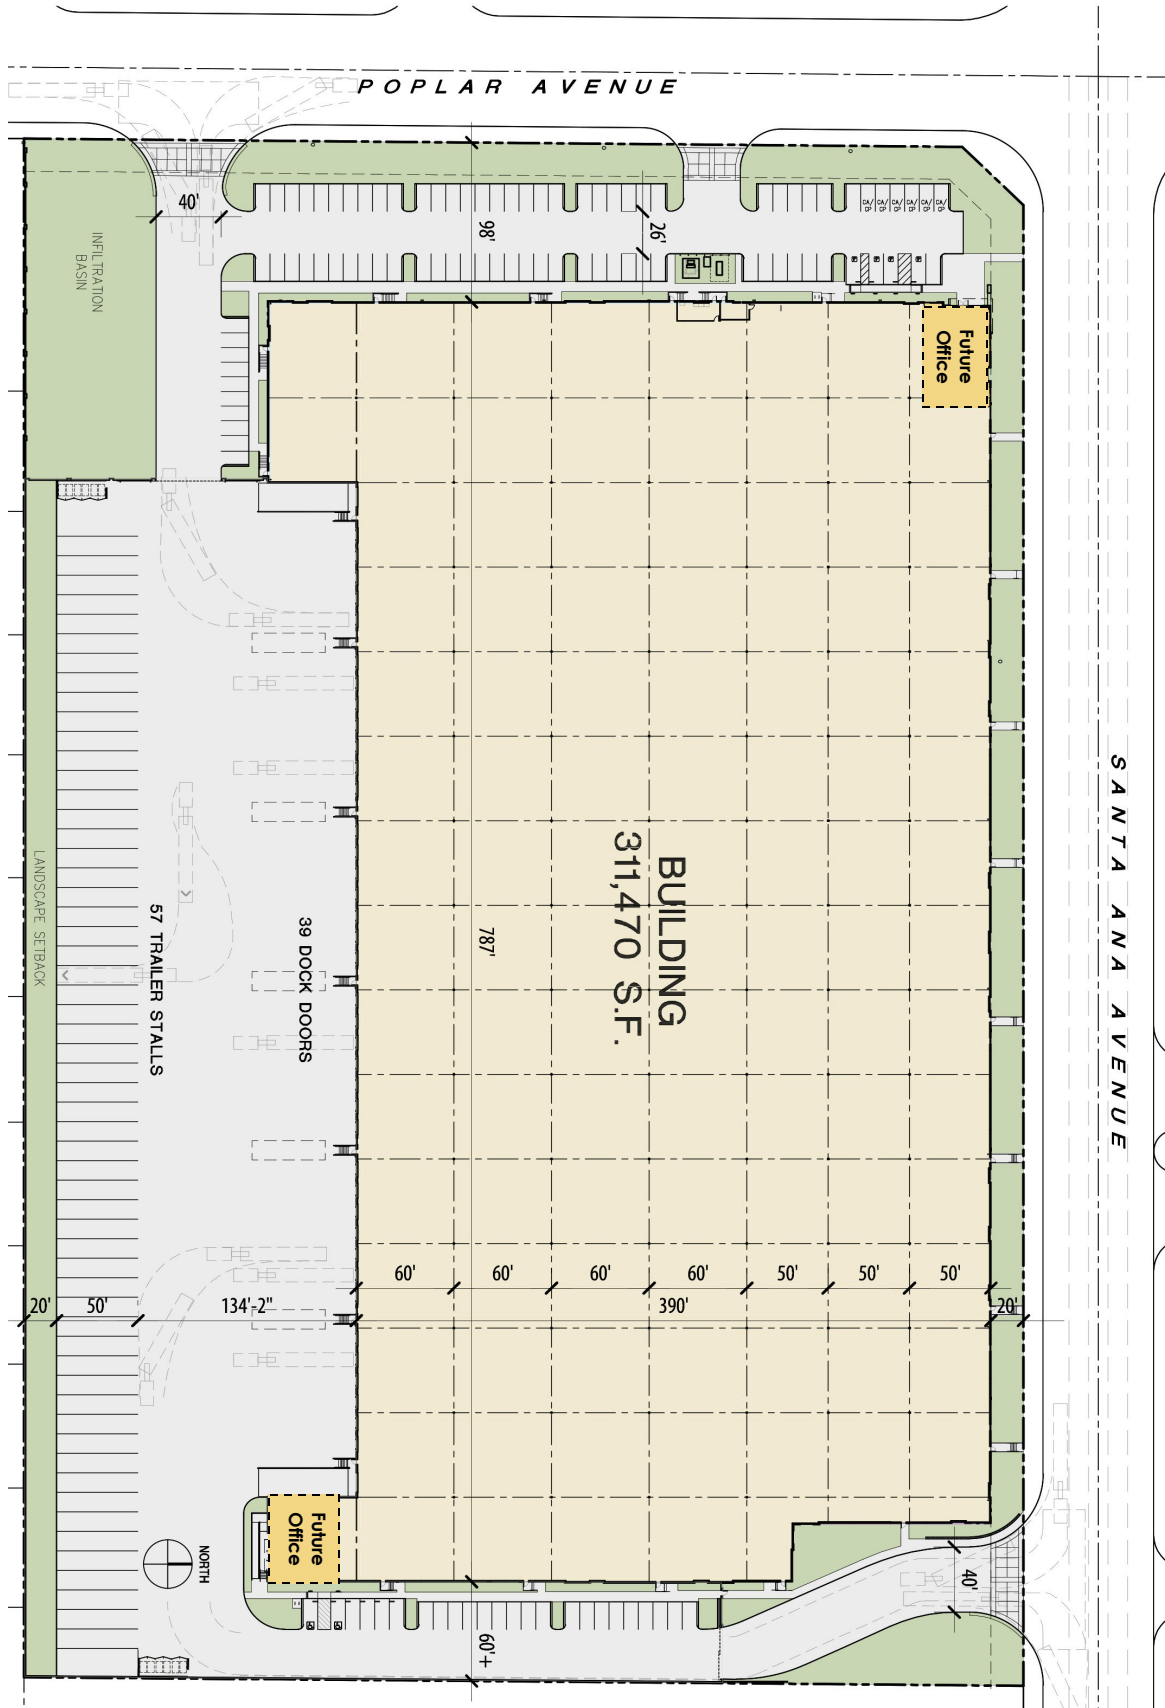 POPLAR AVENUE
40'
98'
26'
INFILTRATION
BASIN
Future
Office
SANTA ANA AVENUE
BUILDING
311,470 S.F.
787'
39 DOCK DOORS
57 TRAILER STALLS
LANDSCAPE SETBACK
60'
60'
60'
60'
50'
50'
50'
20'
50'
134'-2"
390'
20'
Future
Office
NORTH
40'
60'+